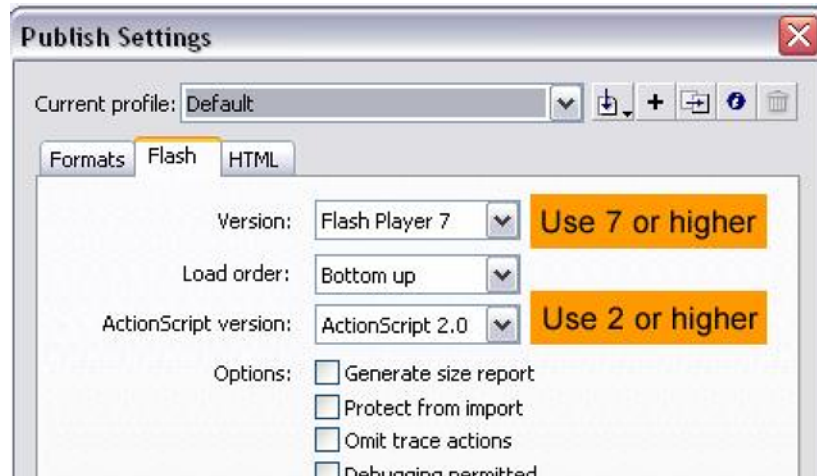 Publish Settings
Current profile: Default
Formats Flash HTML
Version: Flash Player 7 Use 7 or higher
Load order: Bottom up
ActionScript version: ActionScript 2.0 Use 2 or higher
Options: Generate size report
Protect from import
Omit trace actions
Debugging permitted